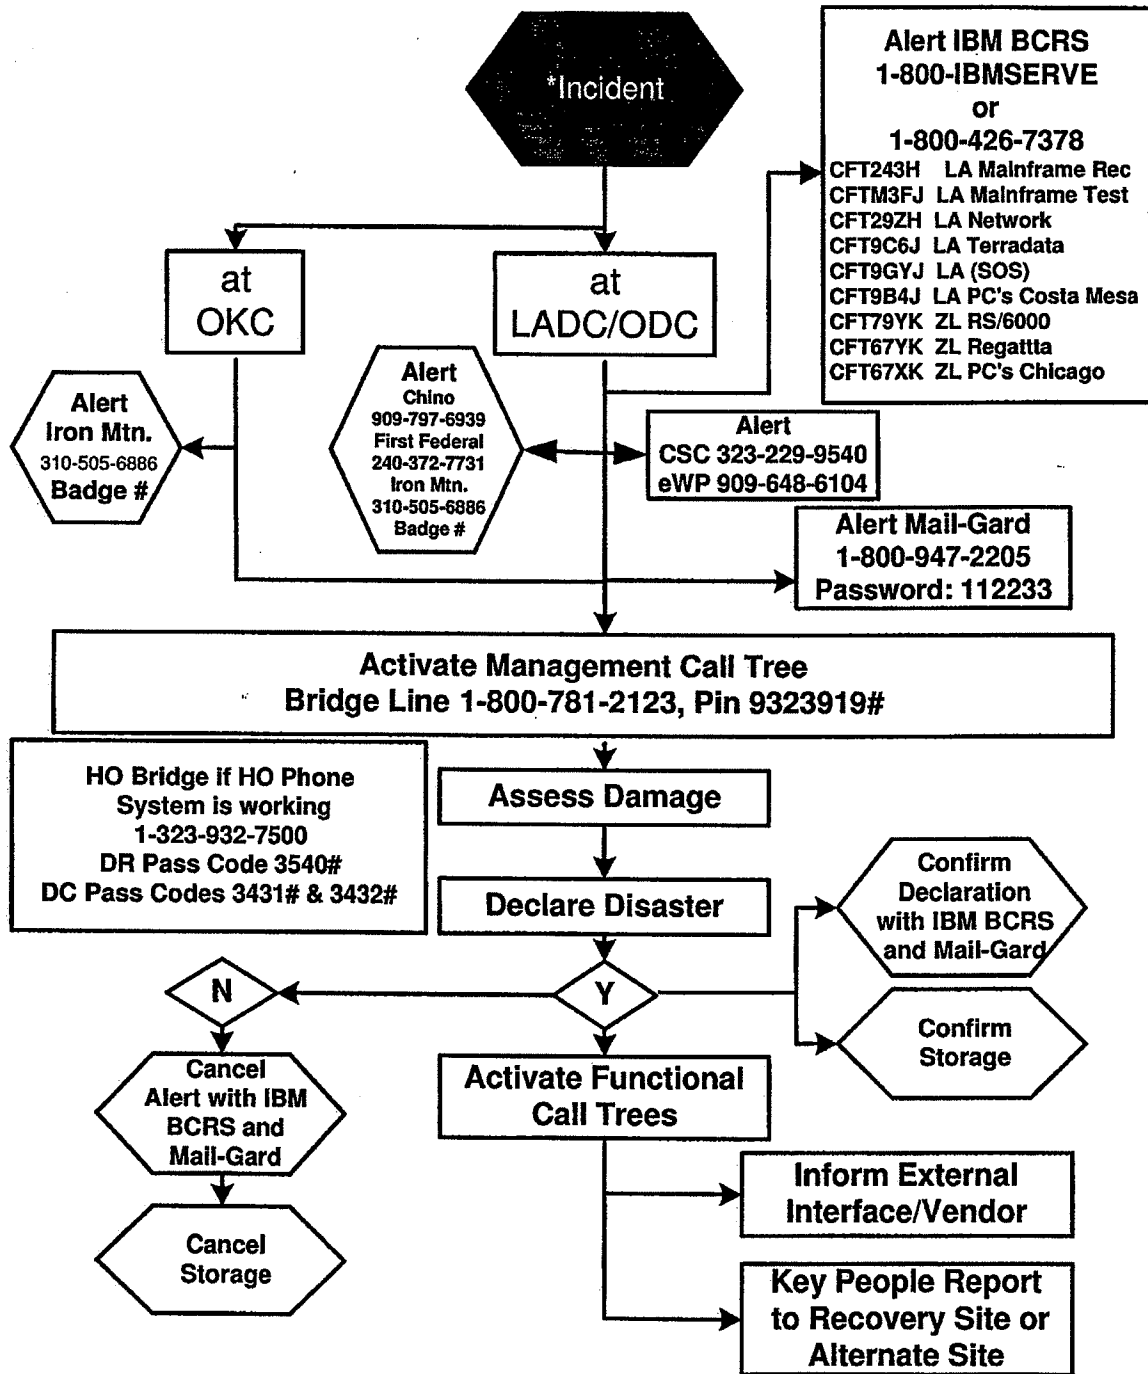 *Incident
Alert IBM BCRS
1-800-IBMSERVE
or
1-800-426-7378
CFT243H LA Mainframe Rec
CFTM3FJ LA Mainframe Test
CFT29ZH LA Network
CFT9C6J LA Terradata
CFT9GYJ LA (SOS)
CFT9B4J LA PC's Costa Mesa
CFT79YK ZL RS/6000
CFT67YK ZL Regattta
CFT67XK ZL PC's Chicago
at
OKC
at
LADC/ODC
Alert
Iron Mtn.
310-505-6886
Badge #
Alert
Chino
909-797-6939
First Federal
240-372-7731
Iron Mtn.
310-505-6886
Badge #
Alert
CSC 323-229-9540
eWP 909-648-6104
Alert Mail-Gard
1-800-947-2205
Password: 112233
Activate Management Call Tree
Bridge Line 1-800-781-2123, Pin 9323919#
HO Bridge if HO Phone
System is working
1-323-932-7500
DR Pass Code 3540#
DC Pass Codes 3431# & 3432#
Assess Damage
Declare Disaster
Confirm
Declaration
with IBM BCRS
and Mail-Gard
N
Y
Confirm
Storage
Cancel
Alert with IBM
BCRS and
Mail-Gard
Activate Functional
Call Trees
Cancel
Storage
Inform External
Interface/Vendor
Key People Report
to Recovery Site or
Alternate Site